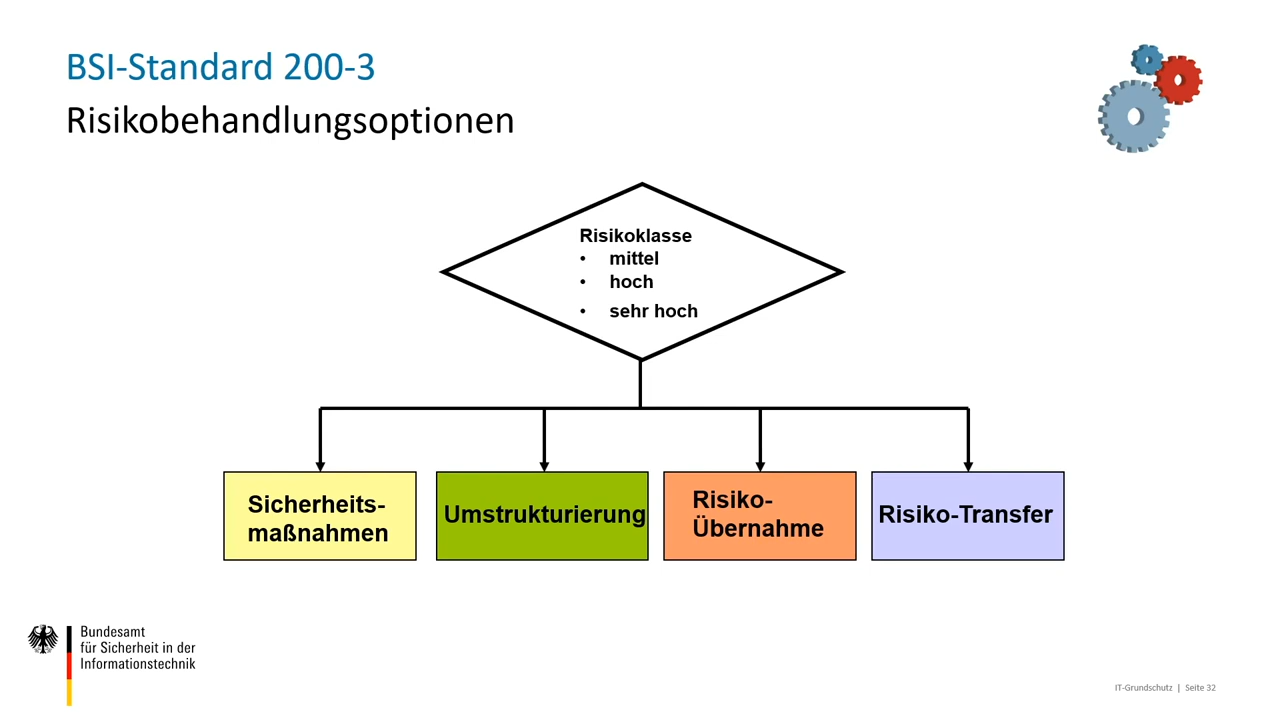 BSI-Standard 200-3
Risikobehandlungsoptionen
Risikoklasse
• mittel
• hoch
• sehr hoch
Sicherheits-
maßnahmen
Umstrukturierung
Risiko-
Übernahme
Risiko-Transfer
Bundesamt
für Sicherheit in der
Informationstechnik
IT-Grundschutz | Seite 32